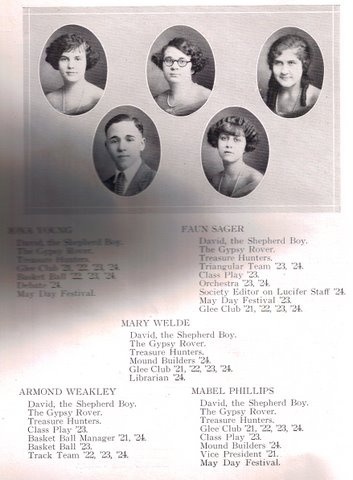 IONA YOUNG
David, the Shepherd Boy.
The Gypsy Rover.
Treasure Hunters.
Glee Club '21, '22, '23, '24.
Basket Ball '22, '23, '24.
Debate '24.
May Day Festival.
FAUN SAGER
David, the Shepherd Boy.
The Gypsy Rover.
Treasure Hunters.
Triangular Team '23, '24.
Class Play '23.
Orchestra '23, '24.
Society Editor on Lucifer Staff '24.
May Day Festival '23.
Glee Club '21, '22, '23, '24.
MARY WELDE
David, the Shepherd Boy.
The Gypsy Rover.
Treasure Hunters.
Mound Builders '24.
Glee Club '21, '22, '23, '24.
Librarian '24.
ARMOND WEAKLEY
David, the Shepherd Boy.
The Gypsy Rover.
Treasure Hunters.
Class Play '23.
Basket Ball Manager '21, '24.
Basket Ball '23.
Track Team '22, '23, '24.
MABEL PHILLIPS
David, the Shepherd Boy.
The Gypsy Rover.
Treasure Hunters.
Glee Club '21, '22, '23, '24.
Class Play '23.
Mound Builders '24.
Vice President '21.
May Day Festival.